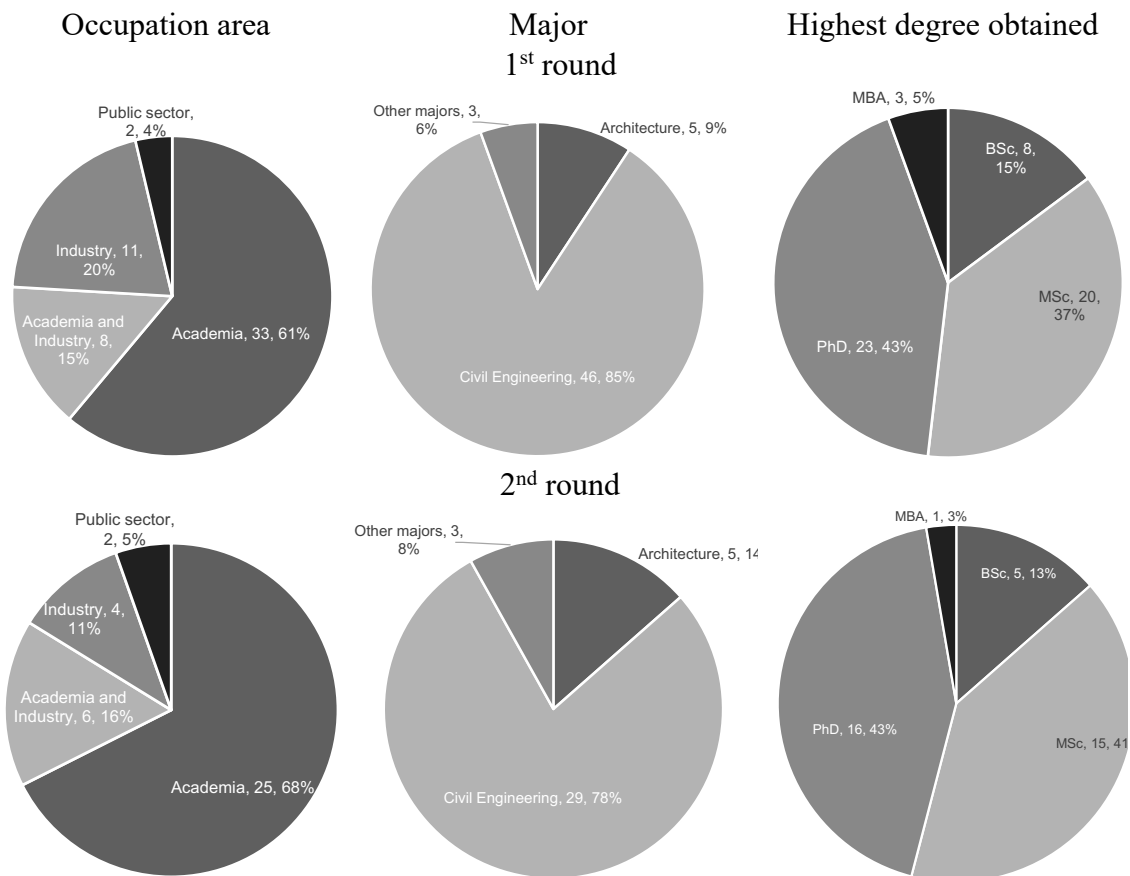 Occupation area
Major
Highest degree obtained
1st round
Public sector,
2, 4%
Industry, 11,
20%
Academia and
Industry, 8,
15%
Academia, 33, 61%
Other majors, 3,
6%
Architecture, 5, 9%
Civil Engineering, 46, 85%
MBA, 3, 5%
BSc, 8,
15%
MSc, 20,
37%
PhD, 23, 43%
2nd round
Public sector,
2, 5%
Industry, 4,
11%
Academia and
Industry, 6, 16%
Academia, 25, 68%
Other majors, 3,
8%
Architecture, 5, 14
Civil Engineering, 29, 78%
MBA, 1, 3%
BSc, 5, 13%
PhD, 16, 43%
MSc, 15, 41